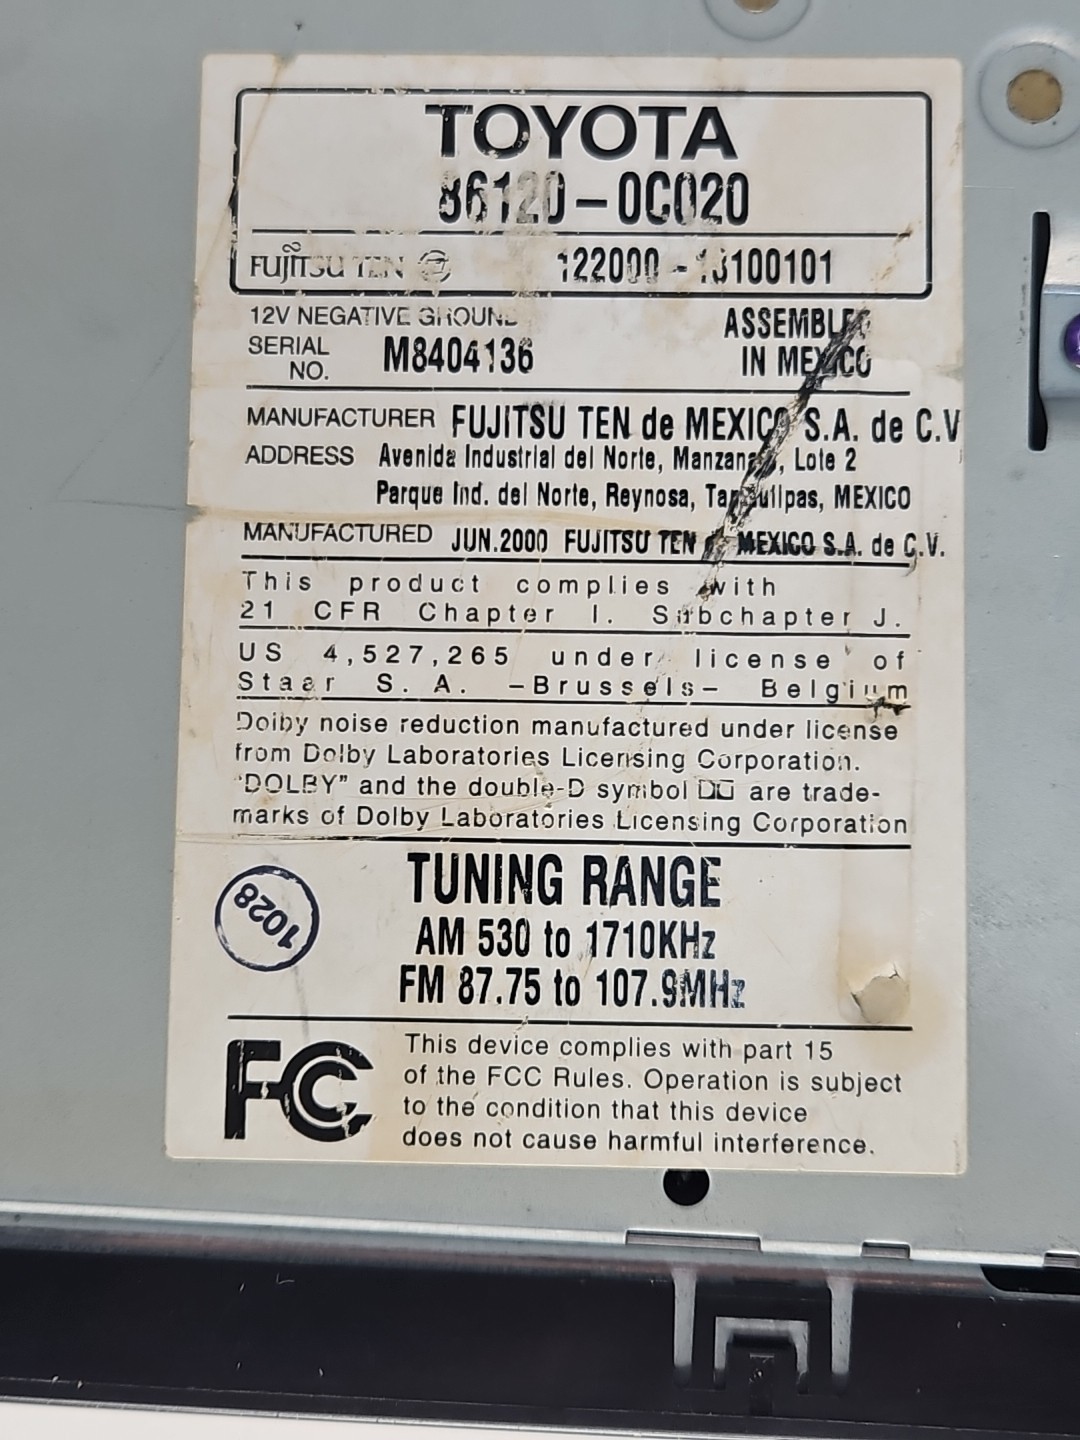 TOYOTA
86120-0C020
FUJITSU TEN 122000-13100101
12V NEGATIVE GROUND
ASSEMBLED
IN MEXICO
SERIAL
NO. M8404136
MANUFACTURER FUJITSU TEN de MEXICO S.A. de C.V
ADDRESS Avenida Industrial del Norte, Lote 2
Parque Ind. del Norte, Reynosa, Tamaulipas, MEXICO
MANUFACTURED JUN.2000 FUJITSU TEN de MEXICO S.A. de C.V.
This product complies with
21 CFR Chapter I. Subchapter J.
US 4,527,265 under license of
Staar S. A. -Brussels- Belgium
Dolby noise reduction manufactured under license
from Dolby Laboratories Licensing Corporation.
"DOLBY" and the double-D symbol are trade-
marks of Dolby Laboratories Licensing Corporation
TUNING RANGE
1028
AM 530 to 1710KHz
FM 87.75 to 107.9MHz
FC
This device complies with part 15
of the FCC Rules. Operation is subject
to the condition that this device
does not cause harmful interference.